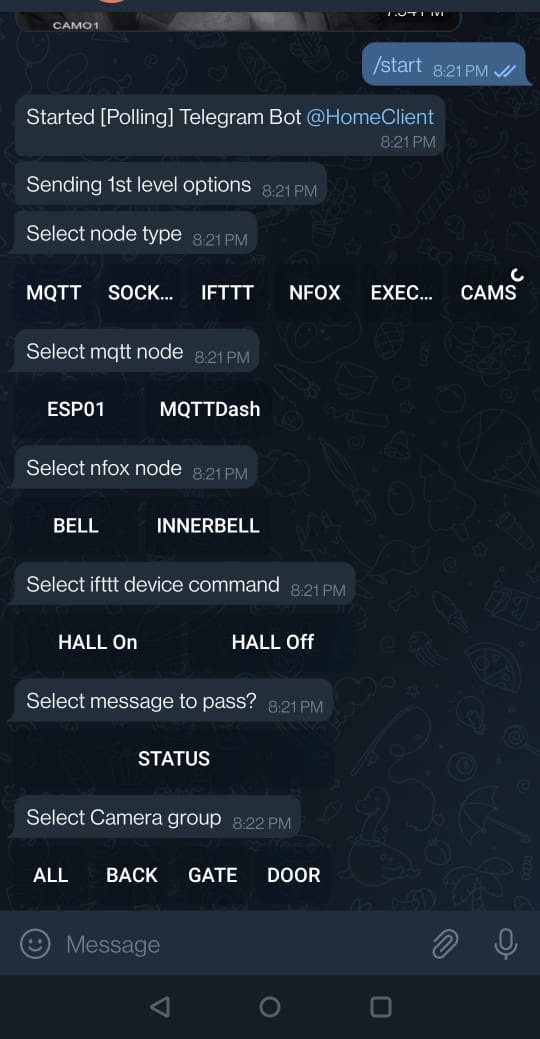 CAM01
7:54 PM
/start 8:21 PM
Started [Polling] Telegram Bot @HomeClient
8:21 PM
Sending 1st level options 8:21 PM
Select node type 8:21 PM
MQTT SOCK... IFTTT NFOX EXEC... CAMS
Select mqtt node 8:21 PM
ESP01 MQTTDash
Select nfox node 8:21 PM
BELL INNERBELL
Select ifttt device command 8:21 PM
HALL On HALL Off
Select message to pass? 8:21 PM
STATUS
Select Camera group 8:22 PM
ALL BACK GATE DOOR
Message